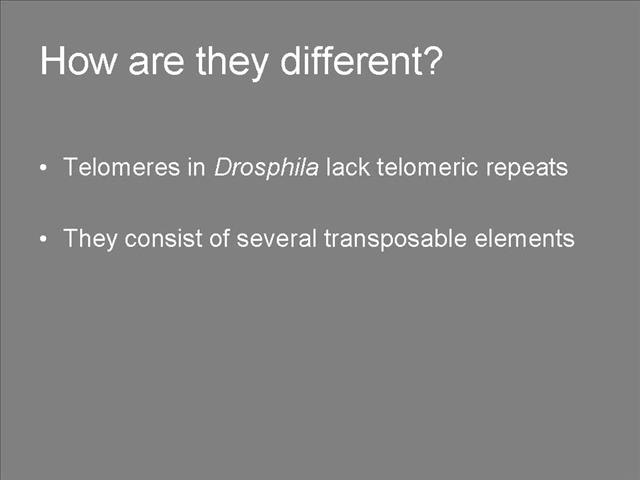 How are they different?
• Telomeres in Drosphila lack telomeric repeats
• They consist of several transposable elements